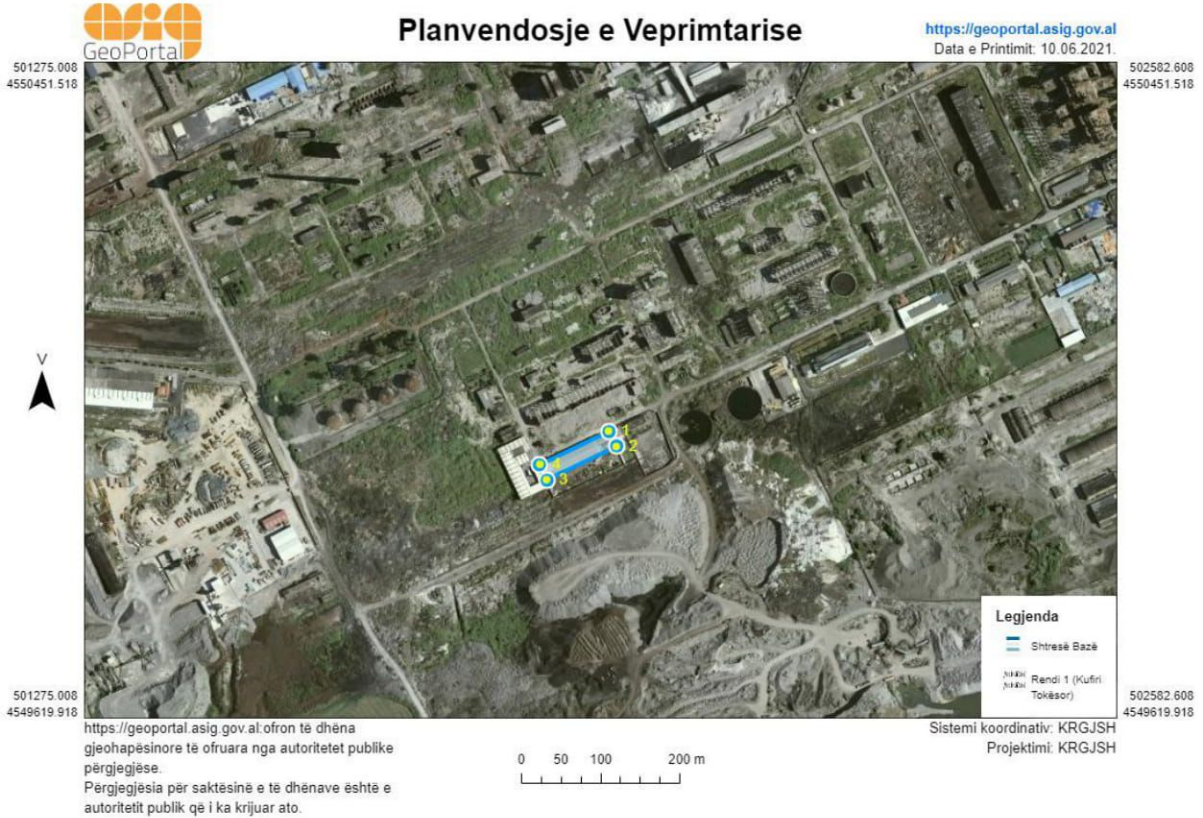 asig
GeoPortal
Planvendosje e Veprimtarise
https://geoportal.asig.gov.al
Data e Printimit: 10.06.2021.
501275.008
4550451.518
502582.608
4550451.518
V
1
2
4
3
Legjenda
Shtresë Bazë
Rendi 1 (Kufiri
Tokësor)
501275.008
4549619.918
502582.608
4549619.918
https://geoportal.asig.gov.al:ofron të dhëna
gjeohapësinore të ofruara nga autoritetet publike
përgjegjëse.
Përgjegjësia për saktësinë e të dhënave është e
autoritetit publik që i ka krijuar ato.
0 50 100 200 m
Sistemi koordinativ: KRGJSH
Projektimi: KRGJSH